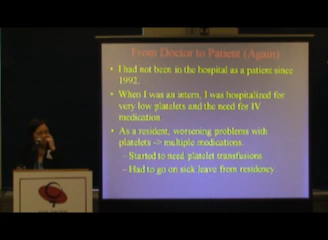 From Doctor to Patient (Again)
• I had not been in the hospital as a patient since
1992.
• When I was an intern, I was hospitalized for
very low platelets and the need for IV
medication.
• As a resident, worsening problems with
platelets -> multiple medications.
– Started to need platelet transfusions
– Had to go on sick leave from residency.